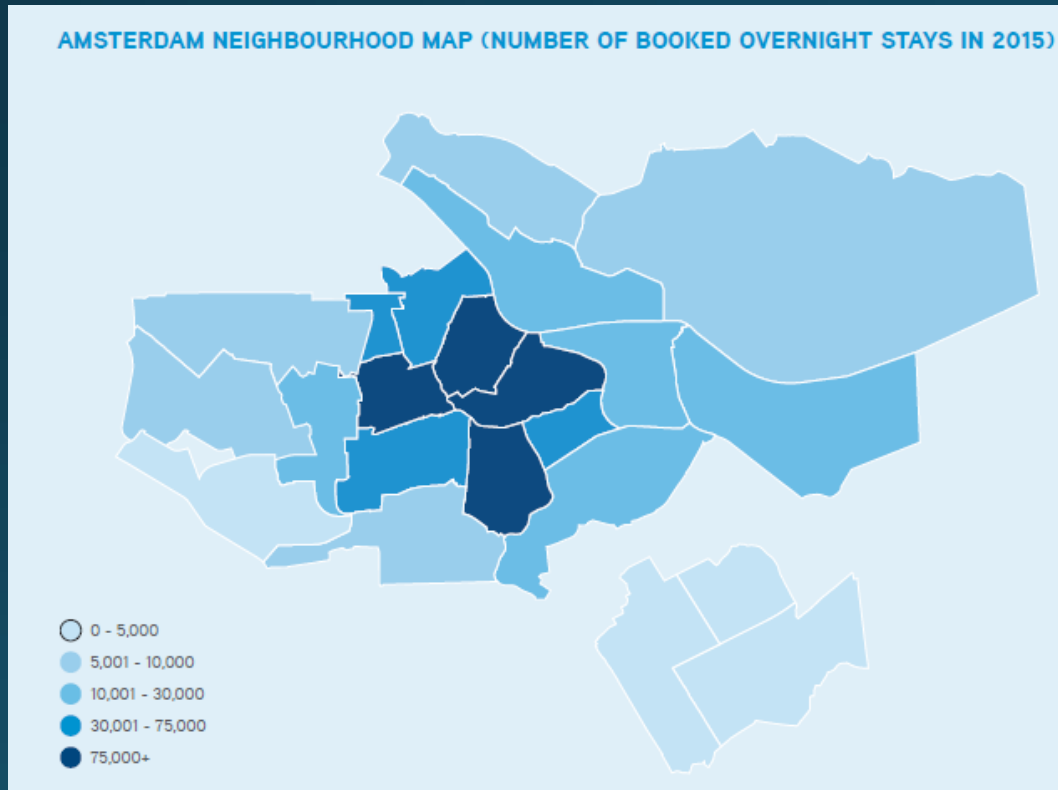 AMSTERDAM NEIGHBOURHOOD MAP (NUMBER OF BOOKED OVERNIGHT STAYS IN 2015)
0 - 5,000
5,001 - 10,000
10,001 - 30,000
30,001 - 75,000
75,000+